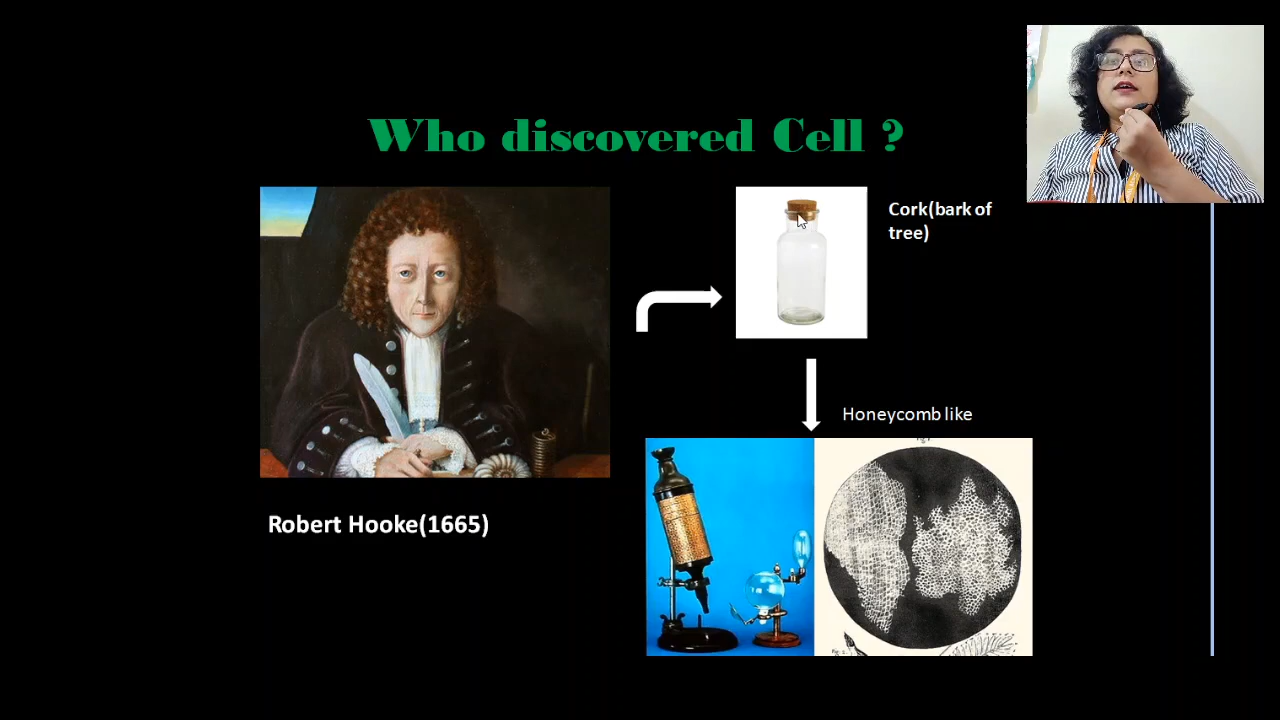 Who discovered Cell ?
Cork(bark of
tree)
Honeycomb like
Robert Hooke(1665)